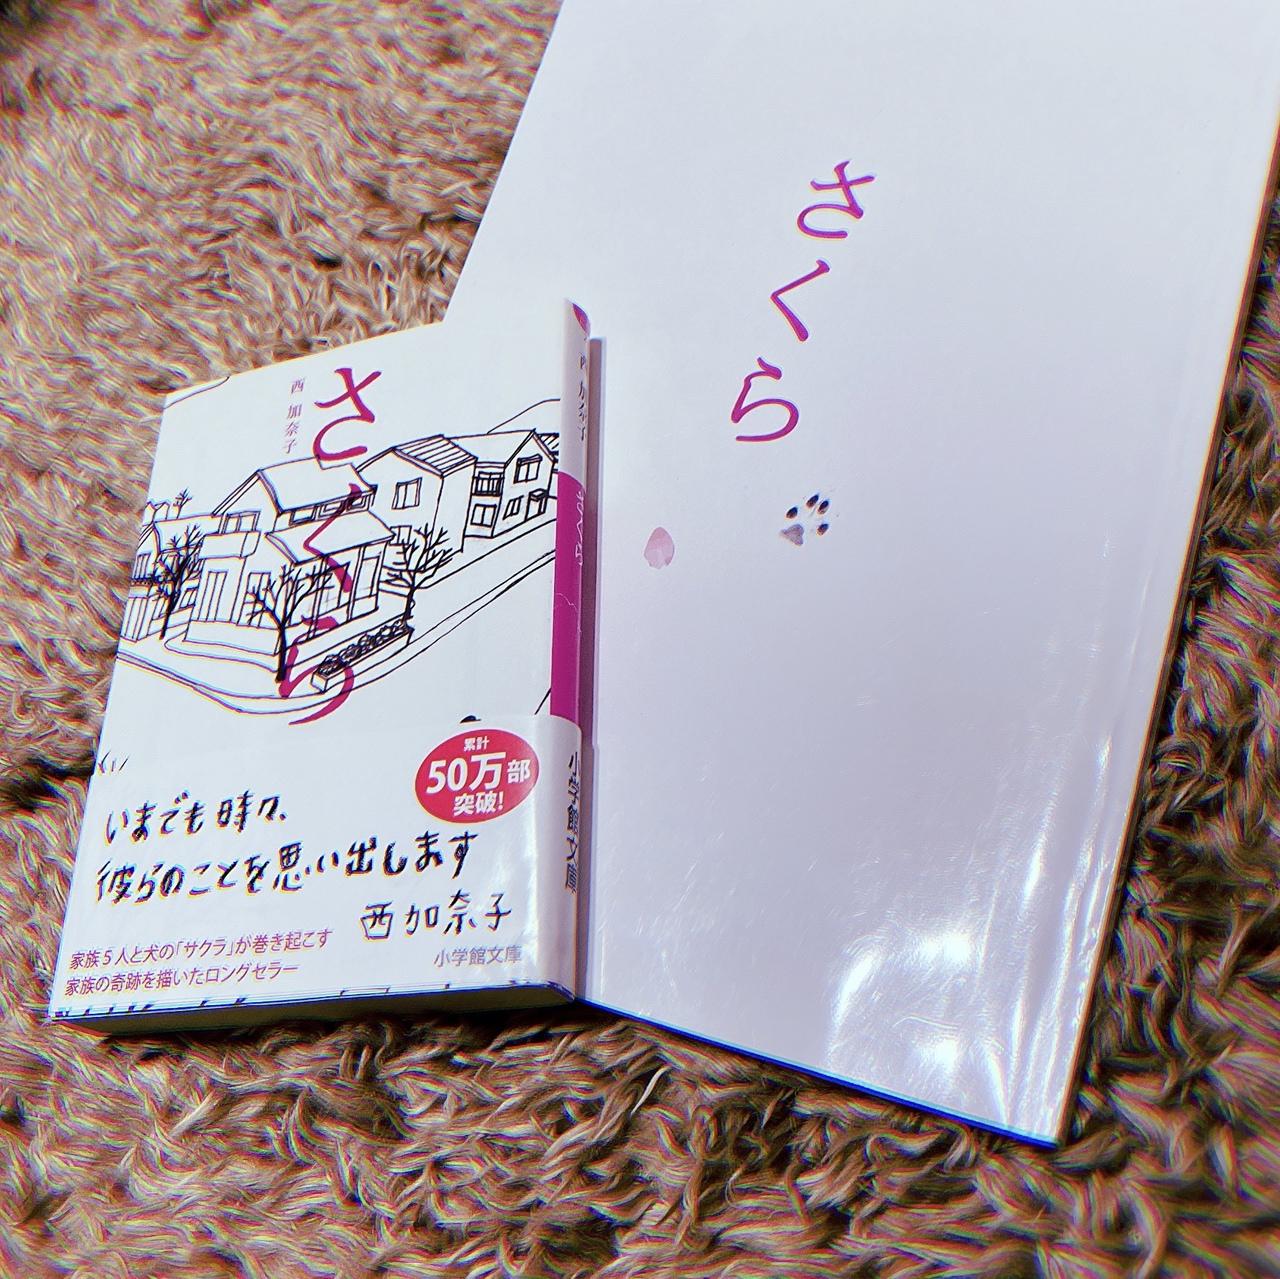 さくら
西 加奈子
さくら
西 加奈子
さくら
小学館文庫
累計
50万部
突破!
いまでも時々、
彼らのことを思い出します
西加奈子
家族5人と犬の「サクラ」が巻き起こす
家族の奇跡を描いたロングセラー
小学館文庫